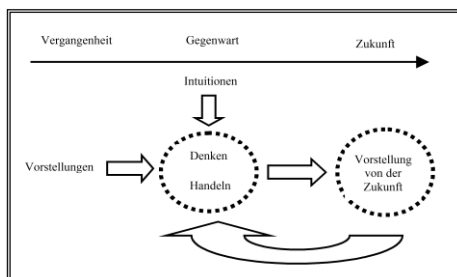 Vergangenheit Gegenwart Zukunft
Intuitionen
Vorstellungen
Denken
Handeln
Vorstellung
von der
Zukunft